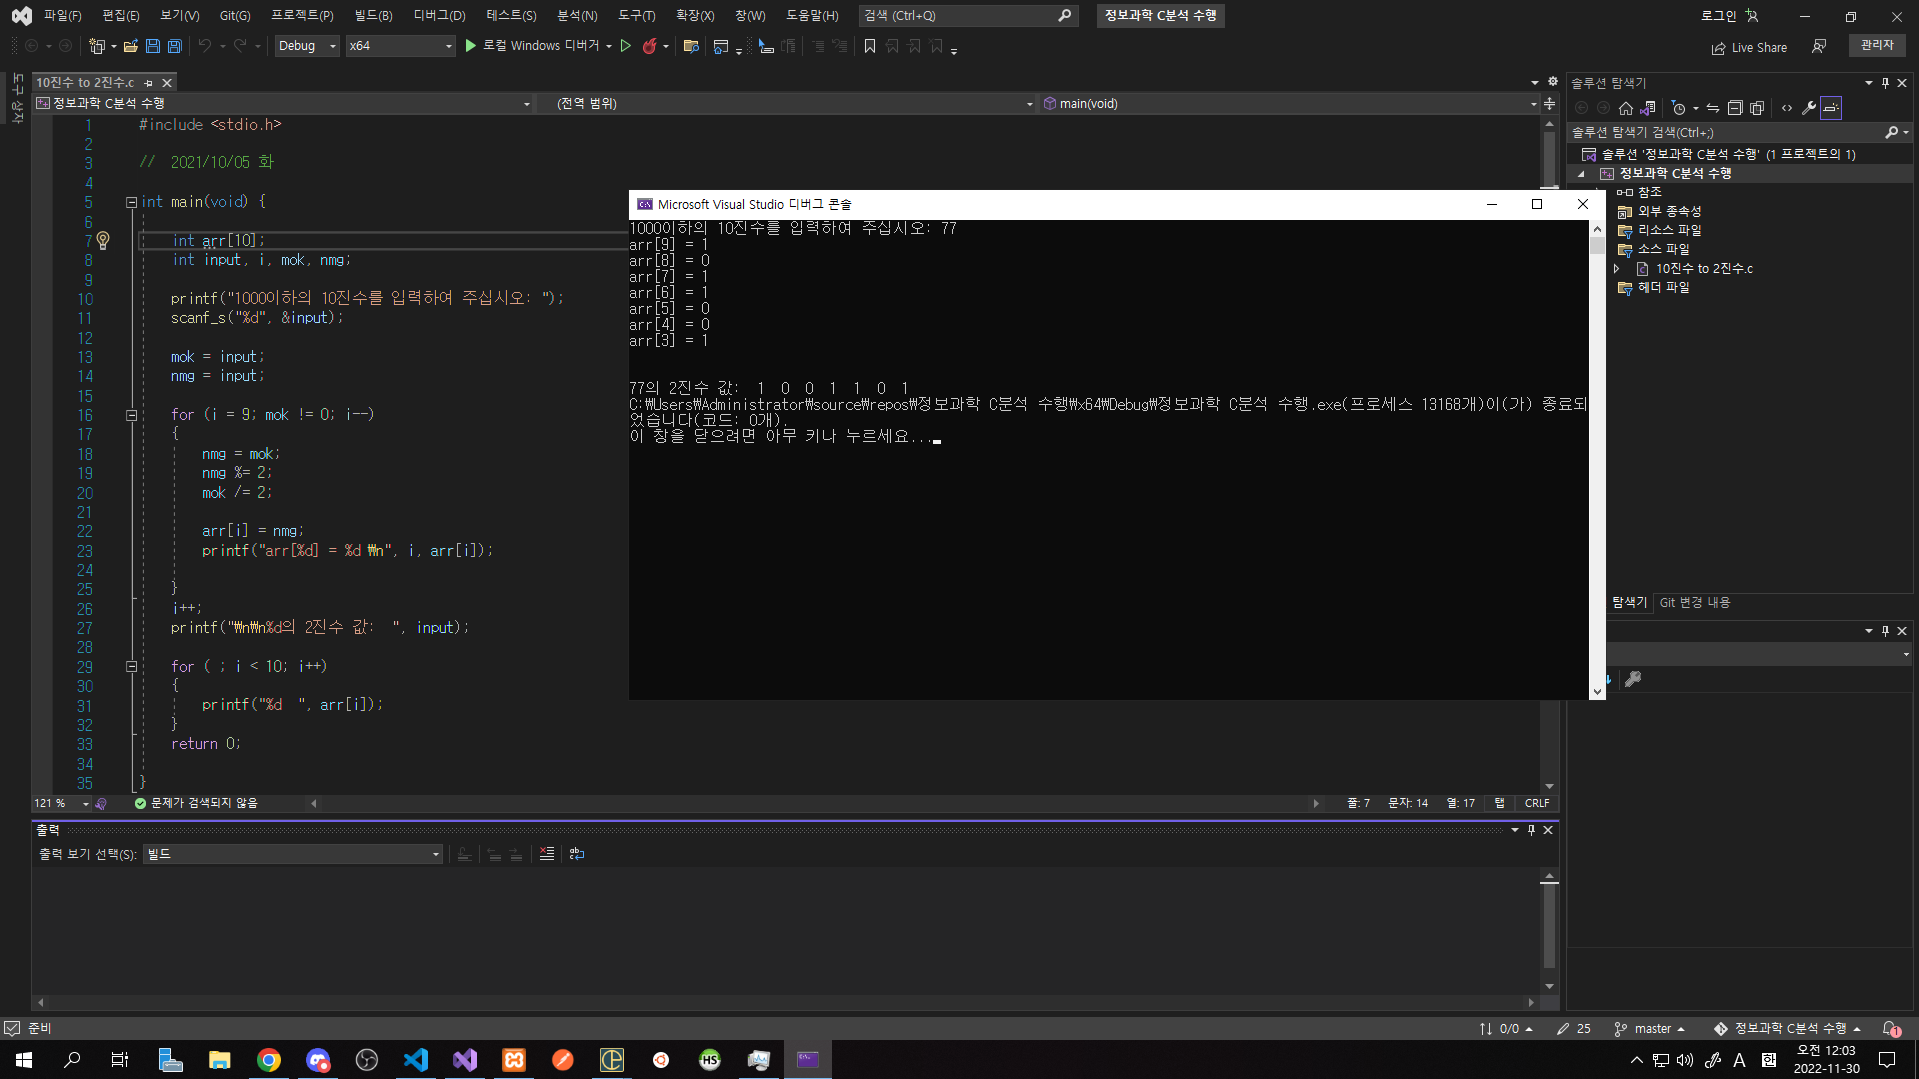 파일(F) 편집(E) 보기(V) Git(G) 프로젝트(P) 빌드(B) 디버그(D) 테스트(S) 분석(N) 도구(T) 확장(X) 창(W) 도움말(H) 검색 (Ctrl+Q) 정보과학 C분석 수행 로그인
Debug x64 로컬 Windows 디버거 Live Share 관리자
도구 상자
10진수 to 2진수.c
정보과학 C분석 수행 (전역 범위) main(void)
1 #include <stdio.h>
2
3 // 2021/10/05 화
4
5 int main(void) {
6
7 int arr[10];
8 int input, i, mok, nmg;
9
10 printf("1000이하의 10진수를 입력하여 주십시오: ");
11 scanf_s("%d", &input);
12
13 mok = input;
14 nmg = input;
15
16 for (i = 9; mok != 0; i--)
17 {
18 nmg = mok;
19 nmg %= 2;
20 mok /= 2;
21
22 arr[i] = nmg;
23 printf("arr[%d] = %d ₩n", i, arr[i]);
24
25 }
26 i++;
27 printf("₩n₩n%d의 2진수 값:  ", input);
28
29 for ( ; i < 10; i++)
30 {
31 printf("%d  ", arr[i]);
32 }
33 return 0;
34
35 }
Microsoft Visual Studio 디버그 콘솔
1000이하의 10진수를 입력하여 주십시오: 77
arr[9] = 1
arr[8] = 0
arr[7] = 1
arr[6] = 1
arr[5] = 0
arr[4] = 0
arr[3] = 1
77의 2진수 값:  1  0  0  1  1  0  1
C:₩Users₩Administrator₩source₩repos₩정보과학 C분석 수행₩x64₩Debug₩정보과학 C분석 수행.exe(프로세스 13168개)이(가) 종료되
었습니다(코드: 0개).
이 창을 닫으려면 아무 키나 누르세요...
솔루션 탐색기
솔루션 탐색기 검색(Ctrl+;)
솔루션 '정보과학 C분석 수행' (1 프로젝트의 1)
정보과학 C분석 수행
참조
외부 종속성
리소스 파일
소스 파일
10진수 to 2진수.c
헤더 파일
탐색기 Git 변경 내용
121 % 문제가 검색되지 않음 줄: 7 문자: 14 열: 17 탭 CRLF
출력
출력 보기 선택(S): 빌드
준비 0/0 25 master 정보과학 C분석 수행 1
HS A 한 오전 12:03
2022-11-30